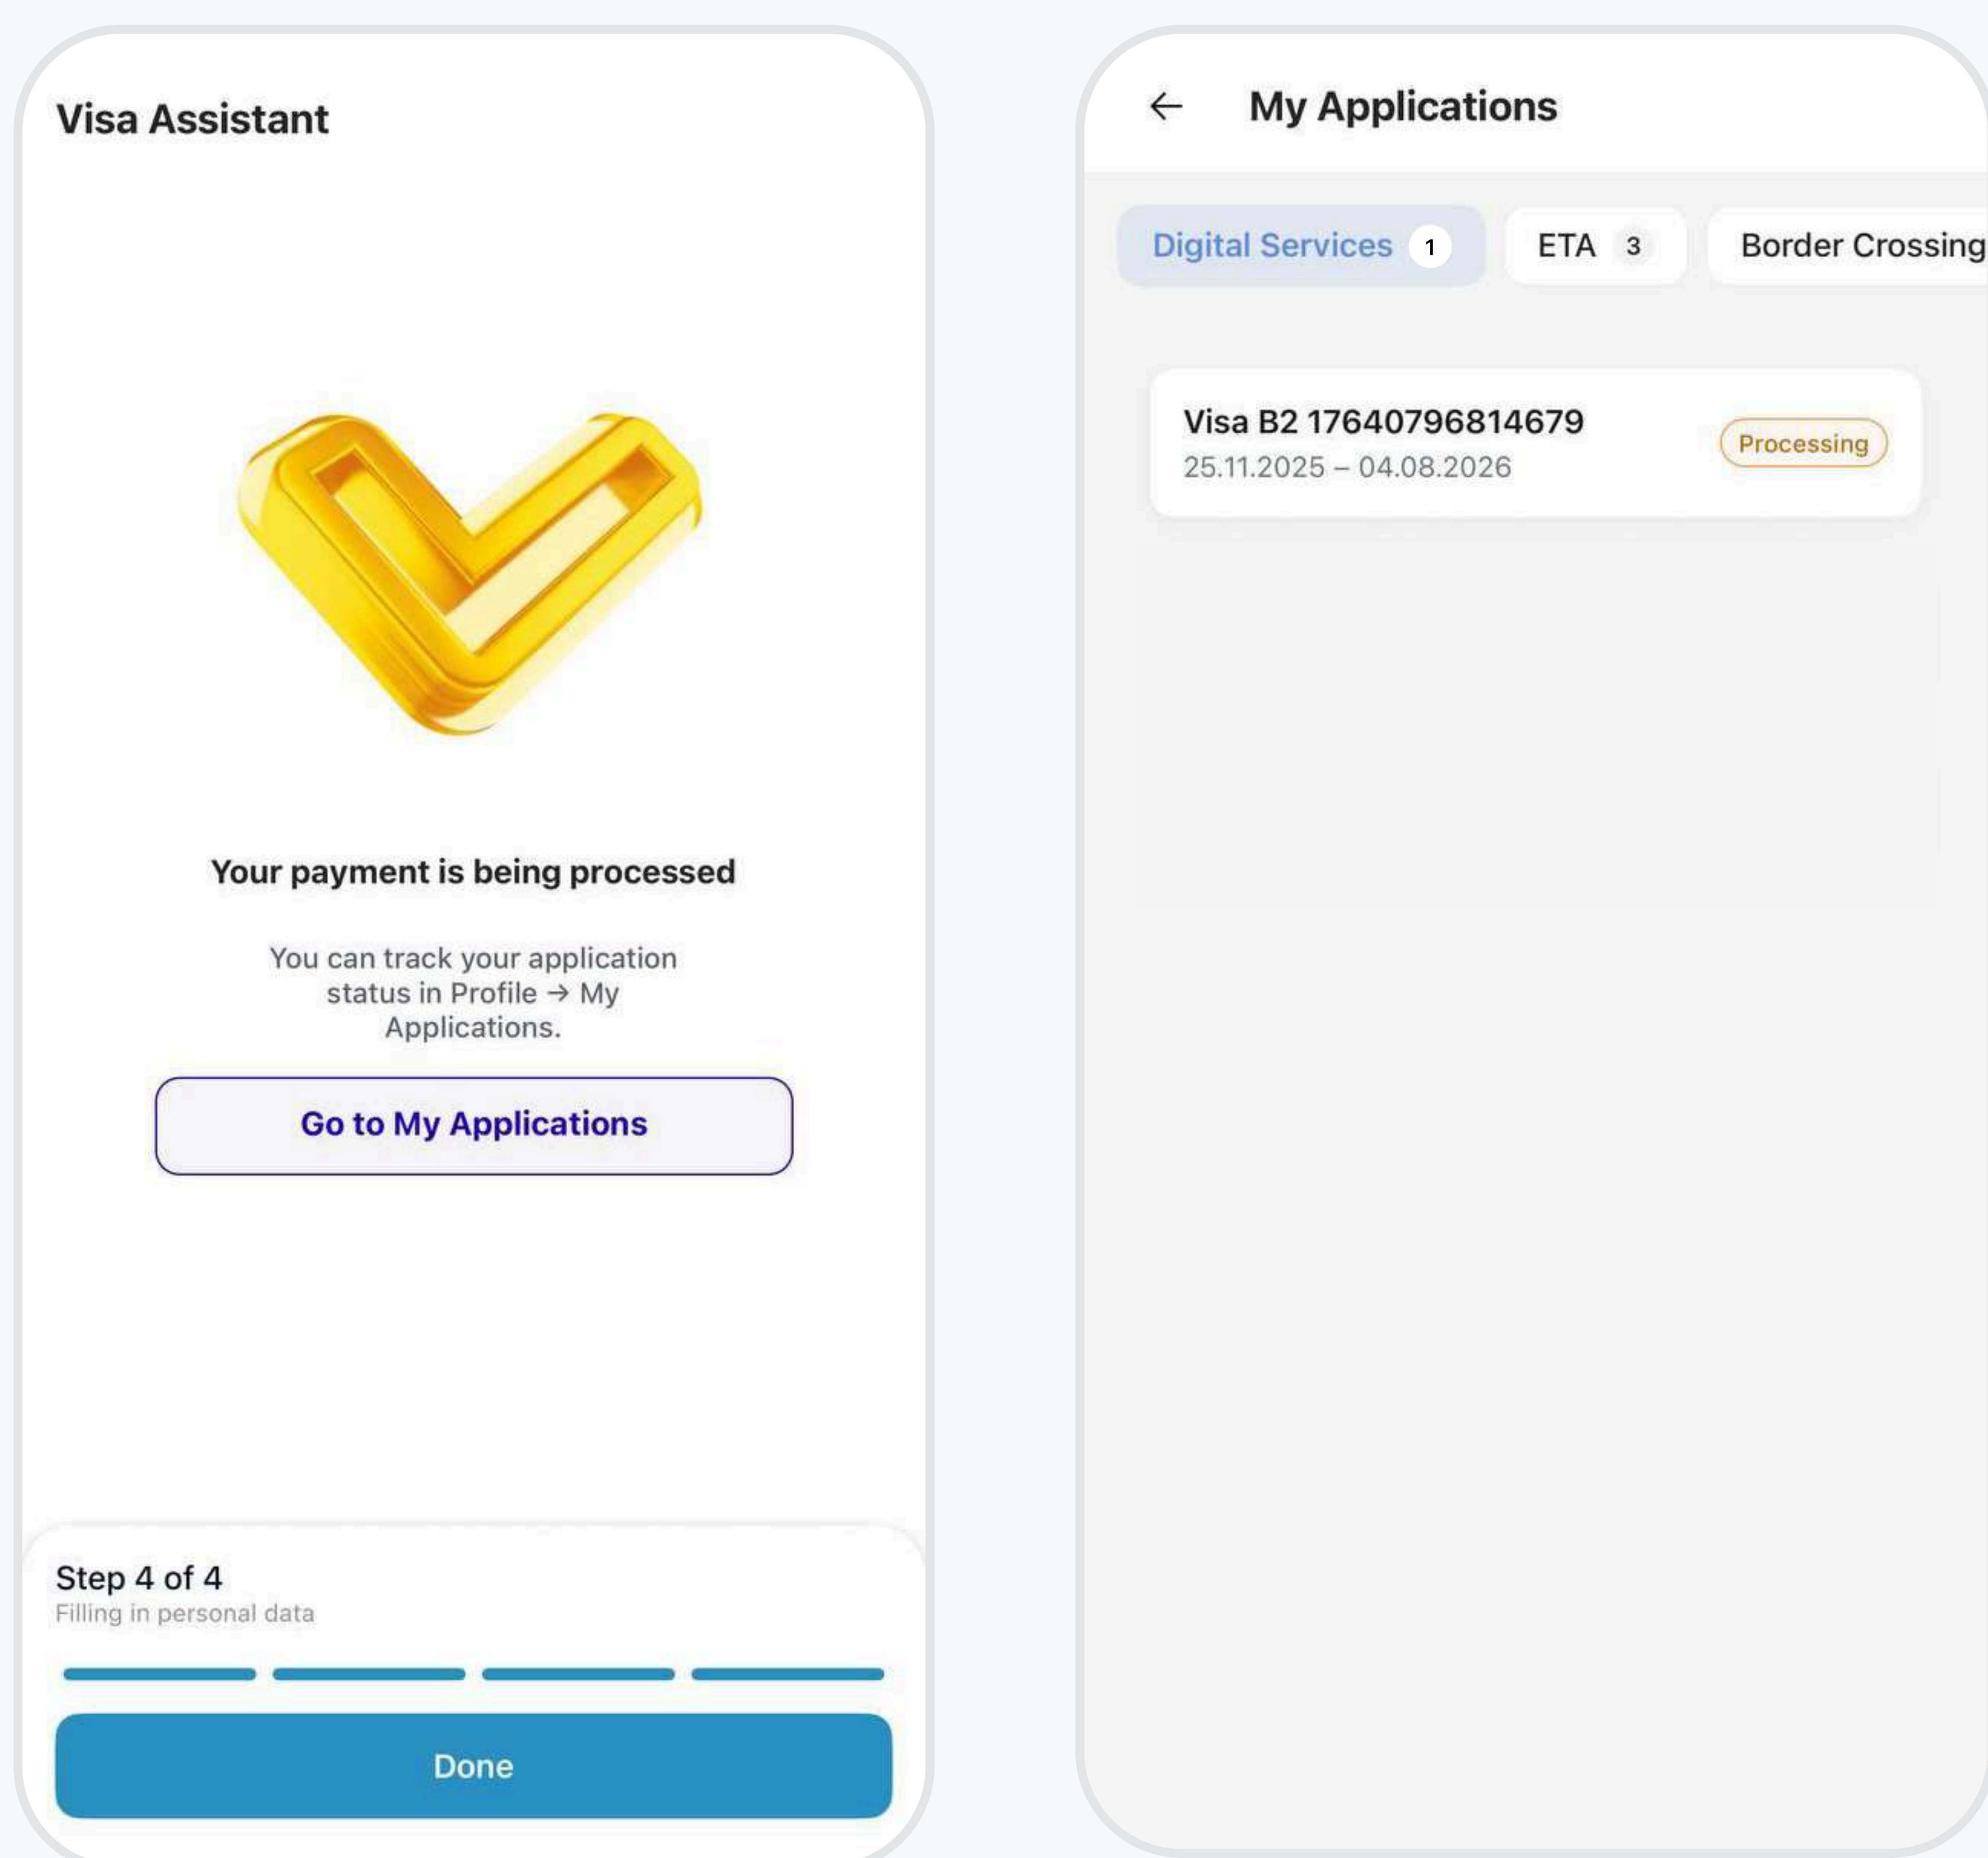 Visa Assistant
Your payment is being processed
You can track your application
status in Profile → My
Applications.
Go to My Applications
Step 4 of 4
Filling in personal data
Done
← My Applications
Digital Services 1 ETA 3 Border Crossing
Visa B2 17640796814679
25.11.2025 – 04.08.2026
Processing